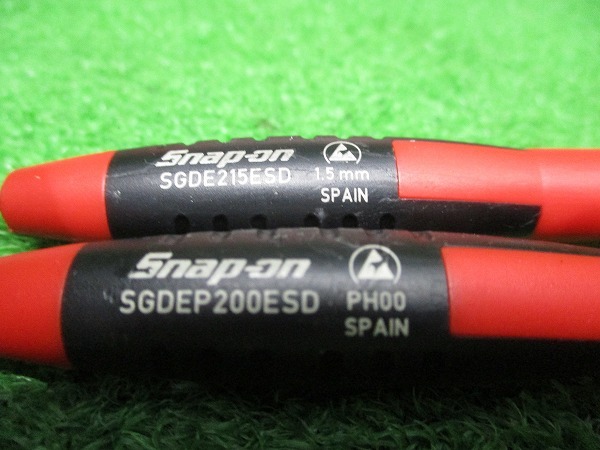 Snap-on
SGDE215ESD 1.5 mm
SPAIN
Snap-on
SGDEP200ESD PH00
SPAIN